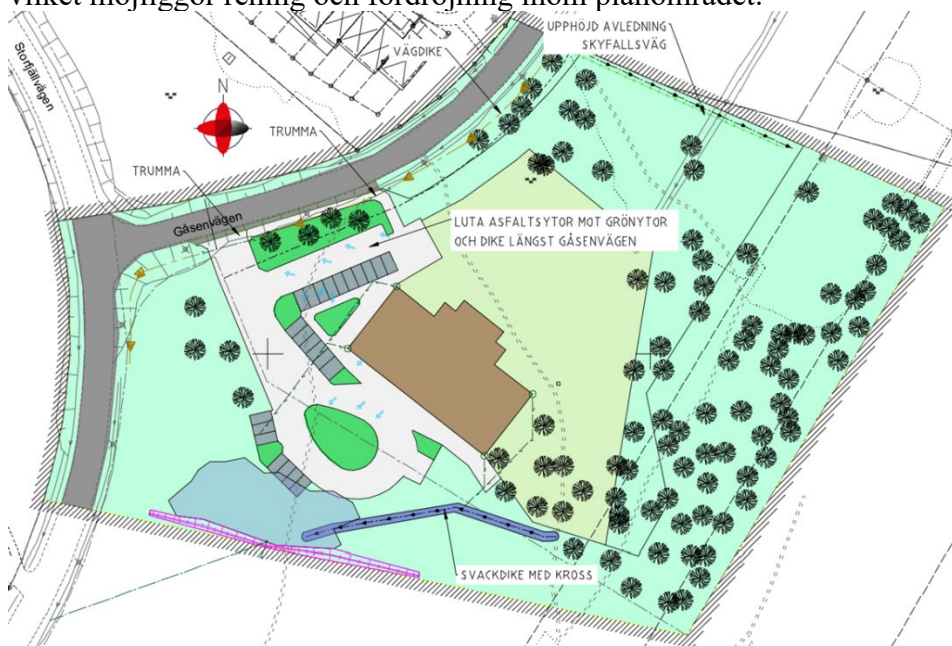 vilket möjliggör rening och fördröjning inom planområdet.
UPPHÖJD AVLEDNING
SKYFALLSVÄG
VÄGDIKE
Storfjällvägen
N
TRUMMA
TRUMMA
Gåsenvägen
LUTA ASFALTSYTOR MOT GRÖNYTOR
OCH DIKE LÄNGST GÅSENVÄGEN
SVACKDIKE MED KROSS